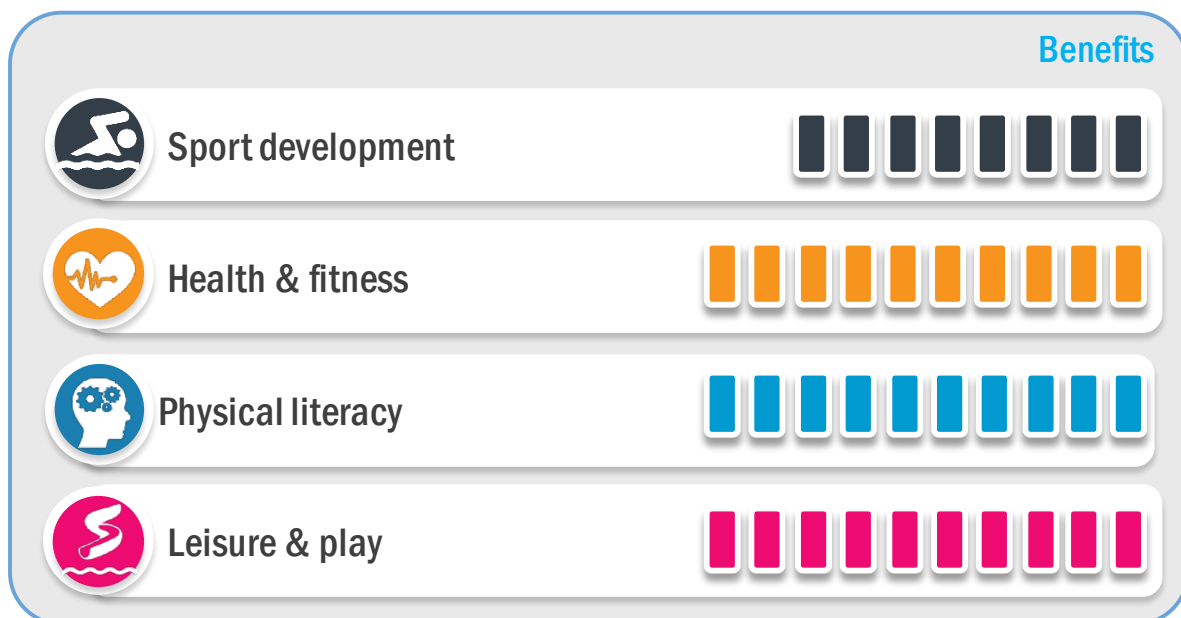 Benefits
Sport development
Health & fitness
Physical literacy
Leisure & play